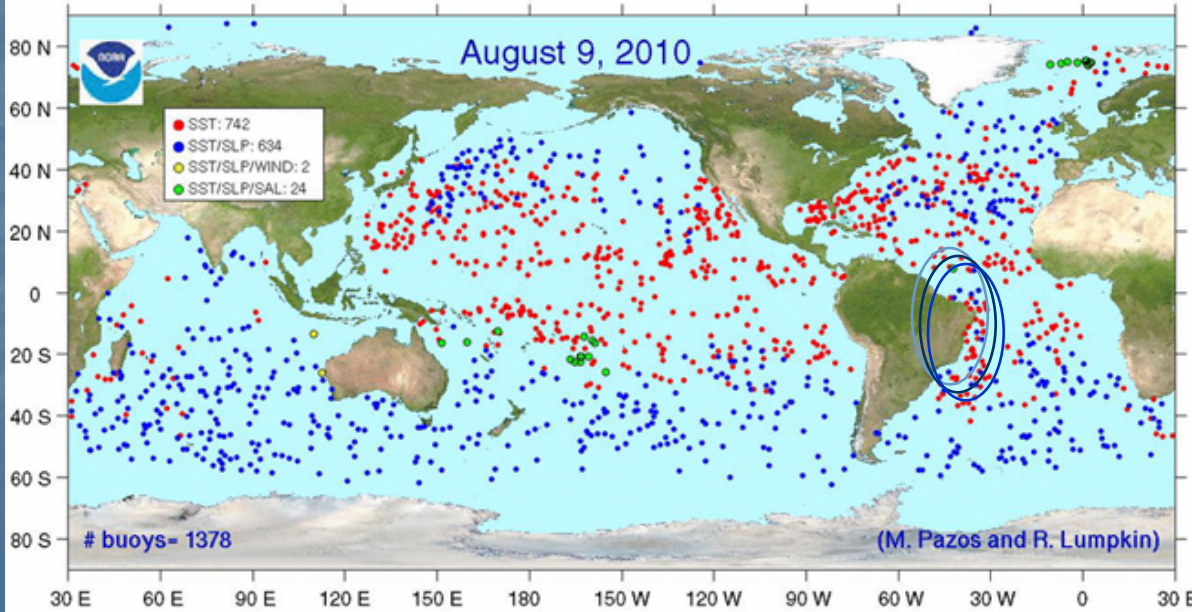 August 9, 2010
NOAA
SST: 742
SST/SLP: 634
SST/SLP/WIND: 2
SST/SLP/SAL: 24
80 N
60 N
40 N
20 N
0
20 S
40 S
60 S
80 S
# buoys= 1378
(M. Pazos and R. Lumpkin)
30 E 60 E 90 E 120 E 150 E 180 150 W 120 W 90 W 60 W 30 W 0 30 E